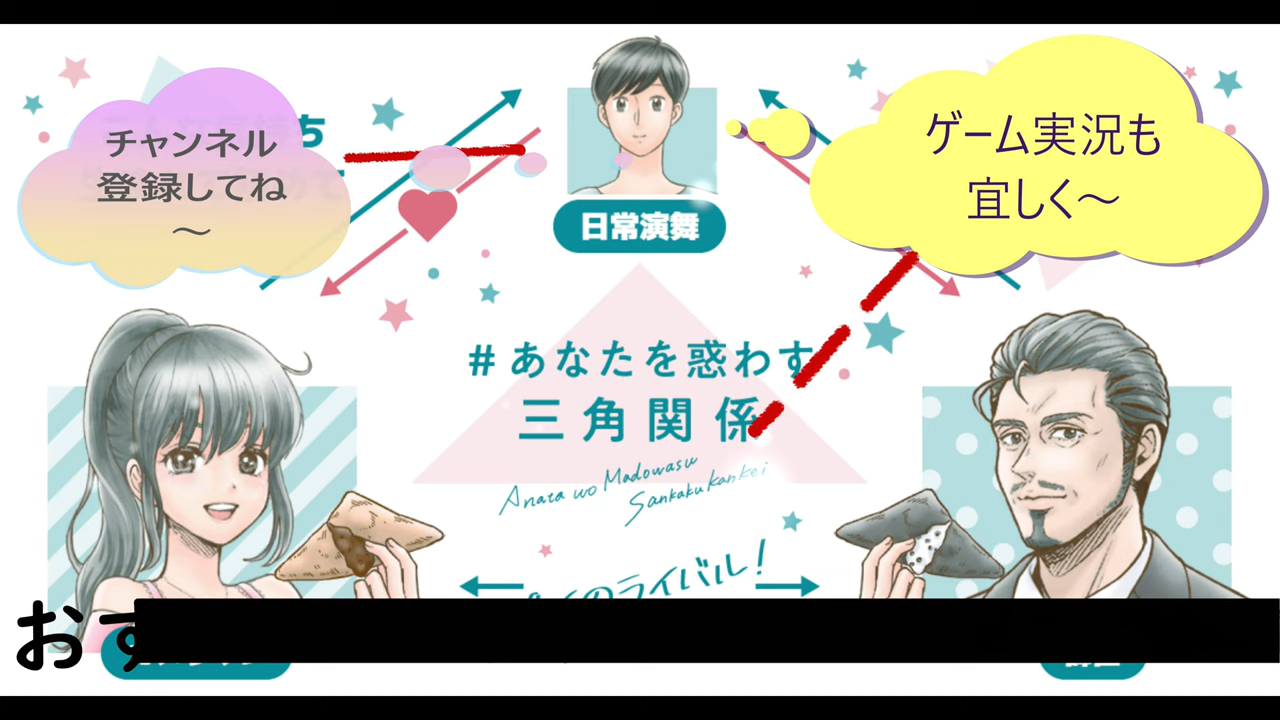 チャンネル
登録してね
～
ゲーム実況も
宜しく～
日常演舞
#あなたを惑わす
三角関係
Anata wo Madowasu
Sankaku kankei
のライバル!
おす